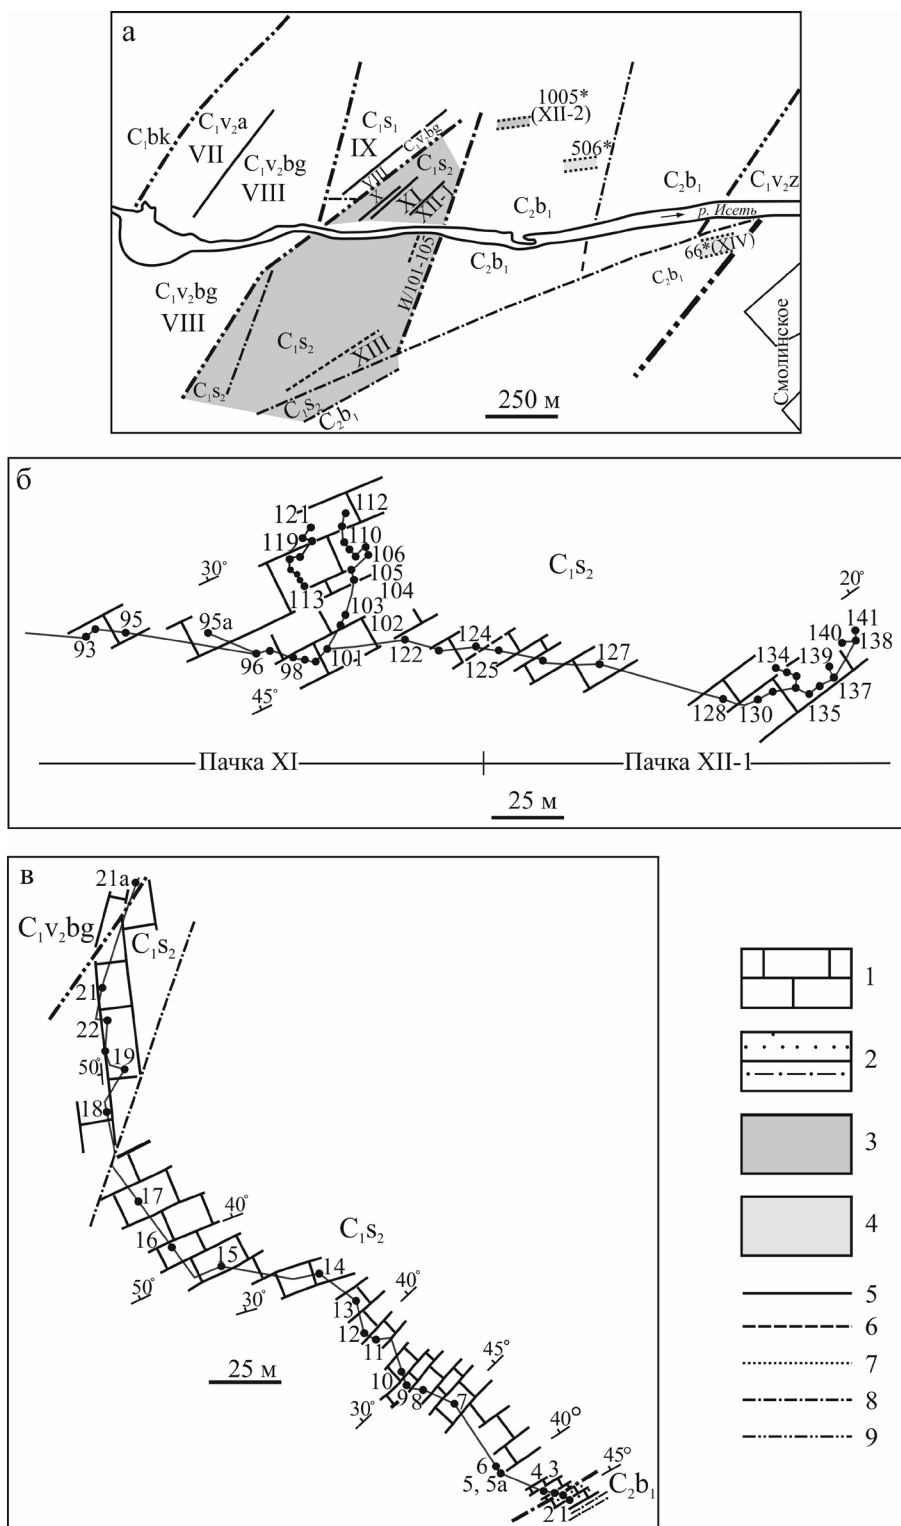 а
C₁bk
C₁v₂a
VII
C₁v₂bg
VIII
C₁s₁
IX
C₁v₂bg
VIII
C₁s₂
X
XI
XII-1
1005*
(XII-2)
506*
C₂b₁
C₂b₁
C₁v₂z
р. Исеть
C₂b₁
66*(XIV)
C₂b₁
И/101-105
C₁v₂bg
VIII
C₁s₂
C₁s₂
XIII
C₁s₂
C₂b₁
250 м
Смолинское
б
121
112
119
110
106
105
104
113
103
102
30°
C₁s₂
20°
93
95
95а
96
98
101
122
124
125
127
128
130
134
139
140
141
138
137
135
45°
Пачка XI
Пачка XII-1
25 м
в
21а
C₁v₂bg
C₁s₂
21
22
19
50°
18
17
40°
16
15
C₁s₂
14
50°
30°
13
40°
12
11
10
9
8
7
45°
30°
6
5, 5а
40°
4
3
45°
2
1
C₂b₁
25 м
1
2
3
4
5
6
7
8
9